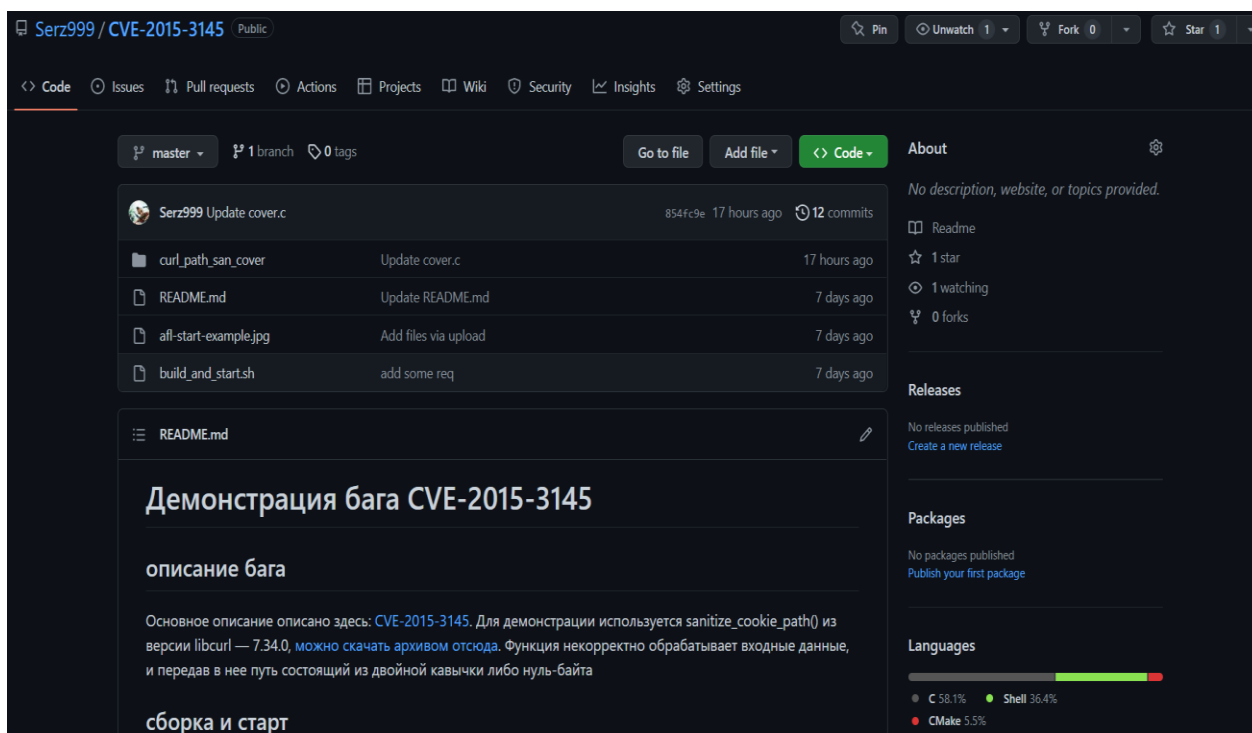 Serz999 / CVE-2015-3145 Public
Pin
Unwatch 1
Fork 0
Star 1
Code
Issues
Pull requests
Actions
Projects
Wiki
Security
Insights
Settings
master
1 branch
0 tags
Go to file
Add file
Code
Serz999 Update cover.c
854fc9e 17 hours ago 12 commits
curl_path_san_cover Update cover.c 17 hours ago
README.md Update README.md 7 days ago
afl-start-example.jpg Add files via upload 7 days ago
build_and_start.sh add some req 7 days ago
README.md
Демонстрация бага CVE-2015-3145
описание бага
Основное описание описано здесь: CVE-2015-3145. Для демонстрации используется sanitize_cookie_path() из
версии libcurl — 7.34.0, можно скачать архивом отсюда. Функция некорректно обрабатывает входные данные,
и передав в нее путь состоящий из двойной кавычки либо нуль-байта
сборка и старт
About
No description, website, or topics provided.
Readme
1 star
1 watching
0 forks
Releases
No releases published
Create a new release
Packages
No packages published
Publish your first package
Languages
C 58.1% Shell 36.4%
CMake 5.5%